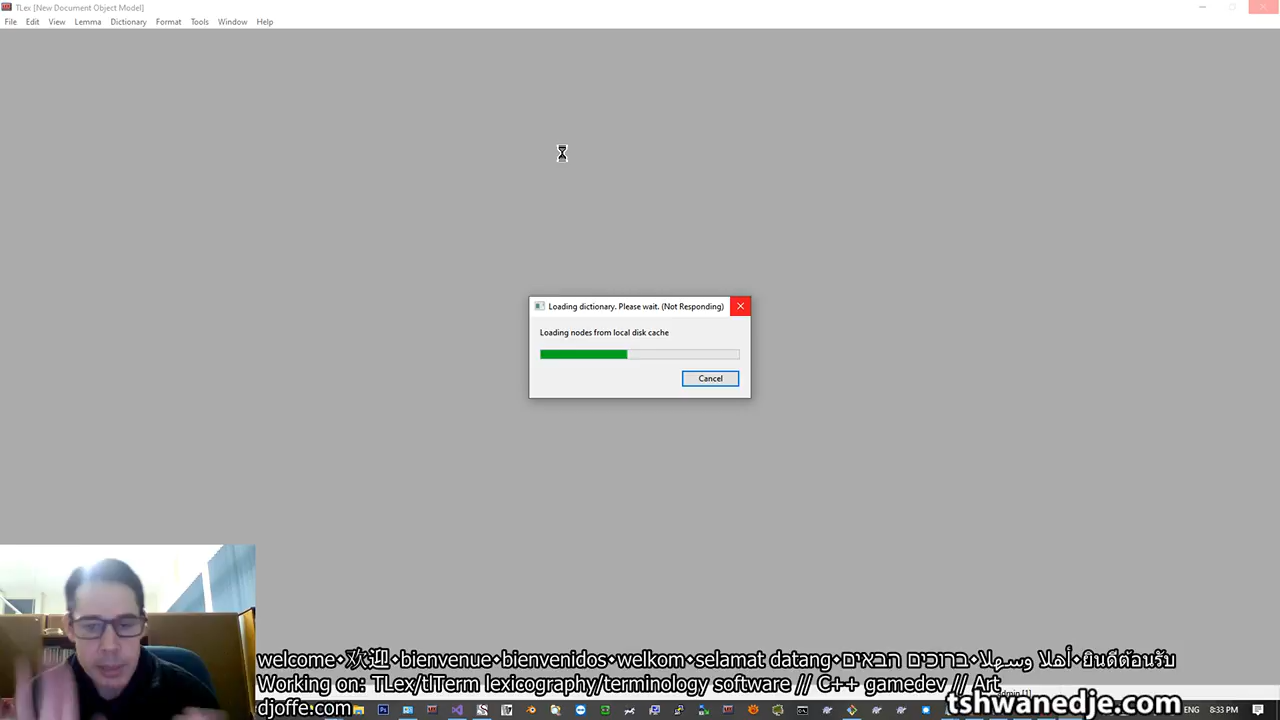 TLex [New Document Object Model]
File Edit View Lemma Dictionary Format Tools Window Help
Loading dictionary. Please wait. (Not Responding)
Loading nodes from local disk cache
Cancel
welcome•欢迎•bienvenue•bienvenidos•welkom•selamat datang•ברוכים הבאים•أهلا وسهلا•ยินดีต้อนรับ
Working on: TLex/tlTerm lexicography/terminology software // C++ gamedev // Art
djoffe.com
tshwanedje.com
ENG 8:33 PM